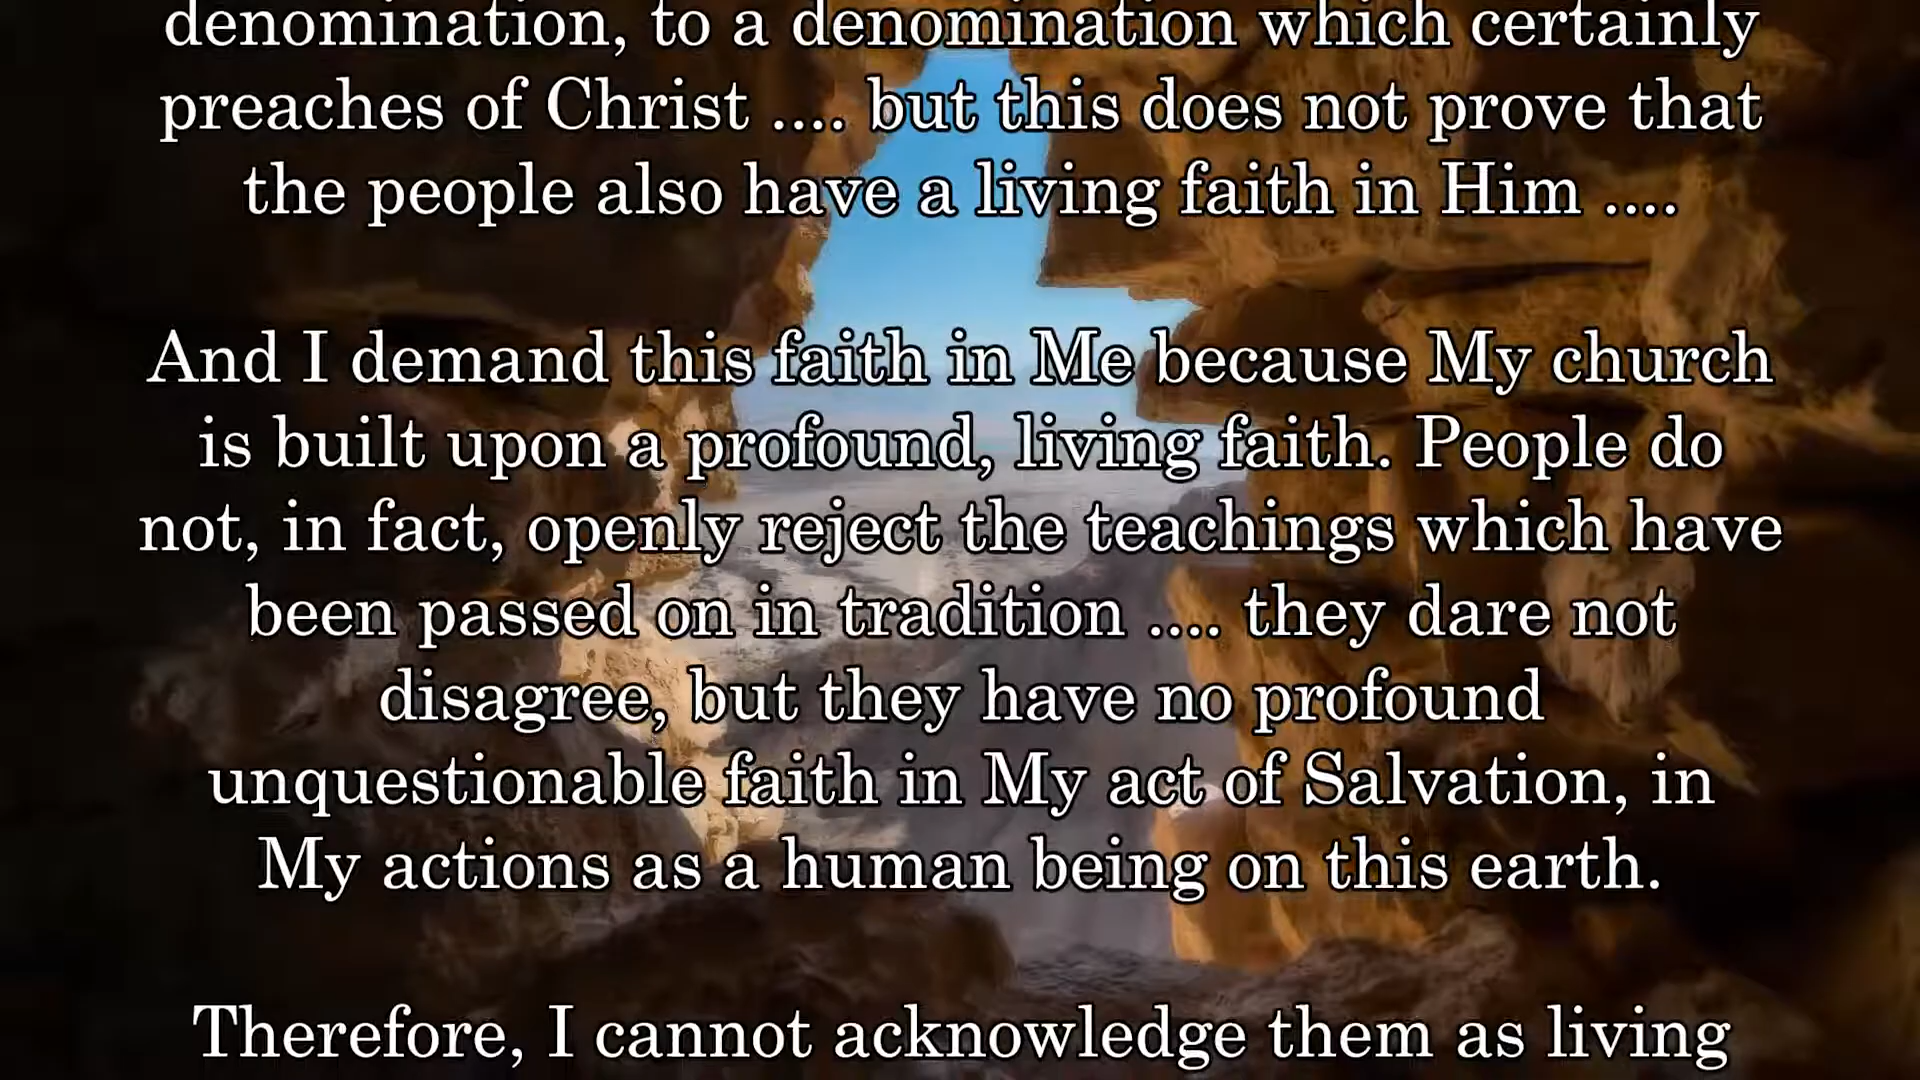 denomination, to a denomination which certainly
preaches of Christ .... but this does not prove that
the people also have a living faith in Him ....
And I demand this faith in Me because My church
is built upon a profound, living faith. People do
not, in fact, openly reject the teachings which have
been passed on in tradition .... they dare not
disagree, but they have no profound
unquestionable faith in My act of Salvation, in
My actions as a human being on this earth.
Therefore, I cannot acknowledge them as living